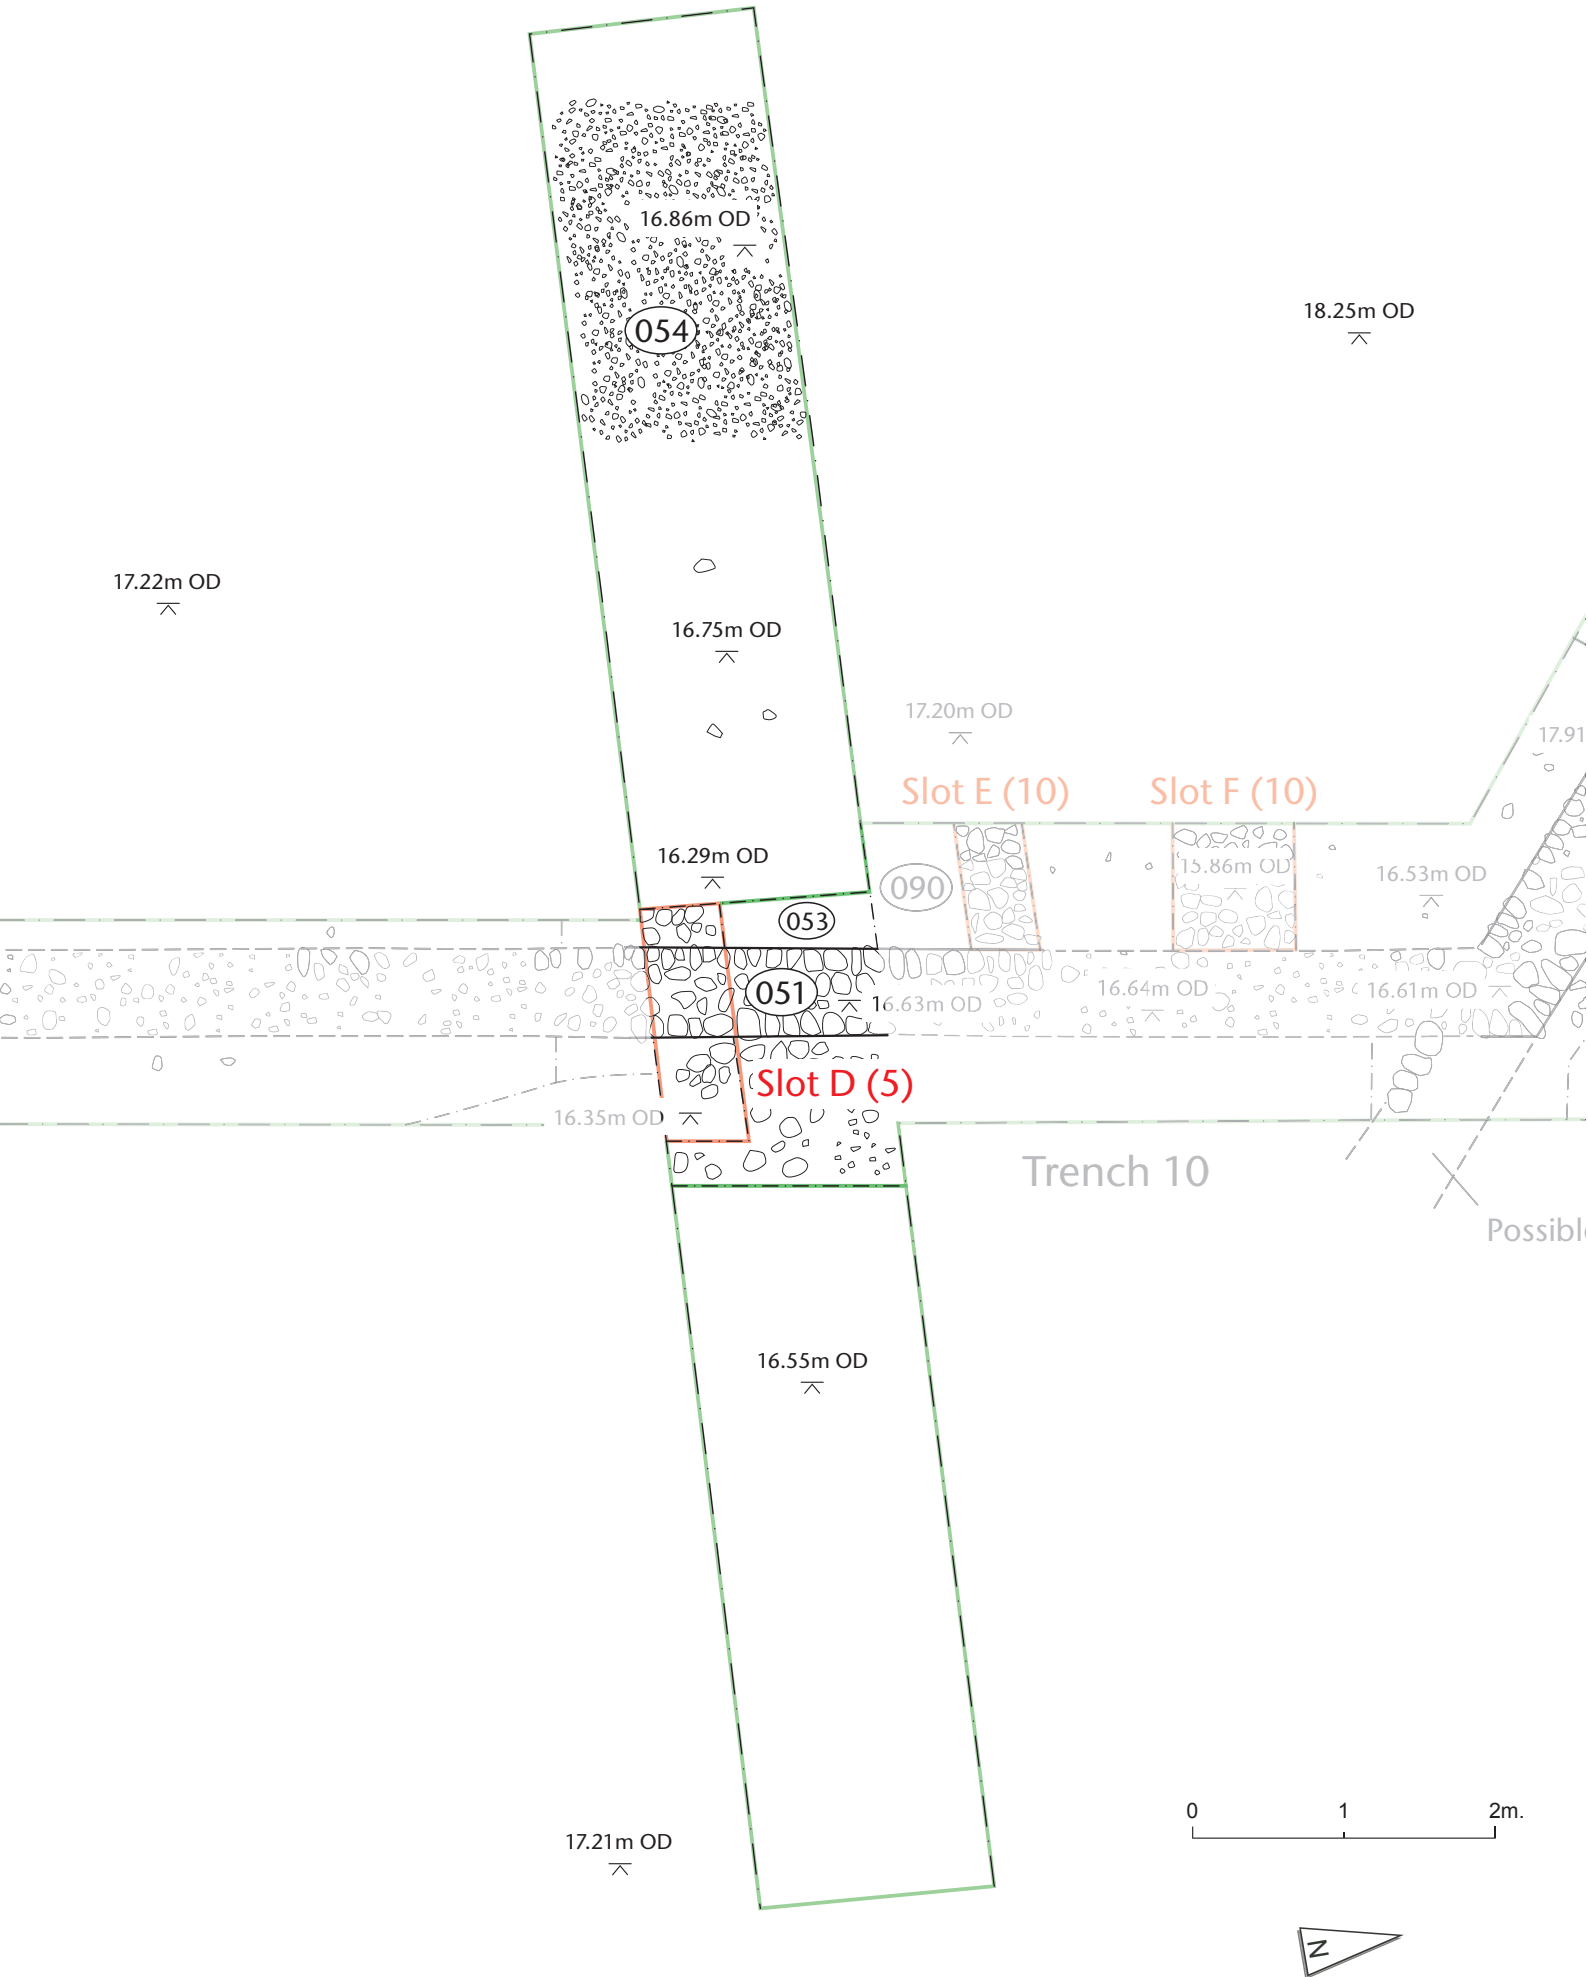 16.86m OD
054
18.25m OD
17.22m OD
16.75m OD
17.20m OD
17.91
Slot E (10)
Slot F (10)
16.29m OD
15.86m OD
16.53m OD
090
053
051
16.63m OD
16.64m OD
16.61m OD
Slot D (5)
16.35m OD
Trench 10
Possible
16.55m OD
0 1 2m.
17.21m OD
N